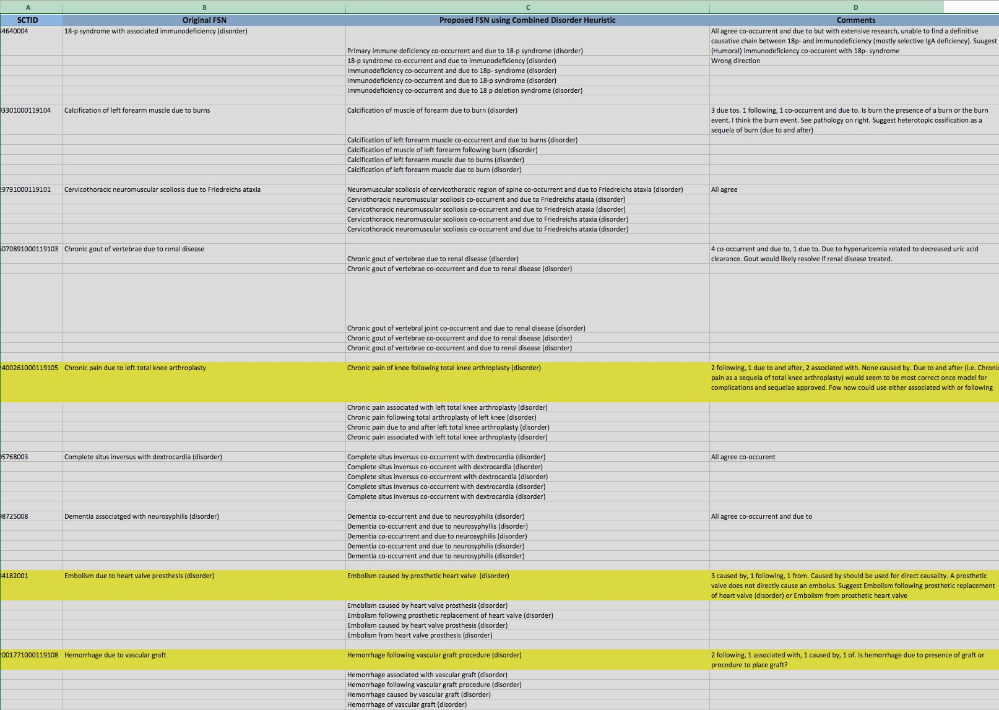 A B C D
SCTID Original FSN Proposed FSN using Combined Disorder Heuristic Comments
34640004 18-p syndrome with associated immunodeficiency (disorder) All agree co-occurrent and due to but with extensive research, unable to find a definitive
causative chain between 18p- and immunodeficiency (mostly selective IgA deficiency). Suugest
Primary immune deficiency co-occurrent and due to 18-p syndrome (disorder) (Humoral) immunodeficiency co-occurent with 18p- syndrome
18-p syndrome co-occurrent and due to immunodeficiency (disorder) Wrong direction
Immunodeficiency co-occurrent and due to 18p- syndrome (disorder)
Immunodeficiency co-occurrent and due to 18-p syndrome (disorder)
Immunodeficiency co-occurrent and due to 18 p deletion syndrome (disorder)
03301000119104 Calcification of left forearm muscle due to burns Calcification of muscle of forearm due to burn (disorder) 3 due tos. 1 following, 1 co-occurrent and due to. Is burn the presence of a burn or the burn
event. I think the burn event. See pathology on right. Suggest heterotopic ossification as a
sequela of burn (due to and after)
Calcification of left forearm muscle co-occurrent and due to burns (disorder)
Calcification of muscle of left forearm following burn (disorder)
Calcification of left forearm muscle due to burns (disorder)
Calcification of left forearm muscle due to burn (disorder)
29791000119101 Cervicothoracic neuromuscular scoliosis due to Friedreichs ataxia Neuromuscular scoliosis of cervicothoracic region of spine co-occurrent and due to Friedreichs ataxia (disorder) All agree
Cerviothoracic neuromuscular scoliosis co-occurrent and due to Friedreichs ataxia (disorder)
Cervicothoracic neuromuscular scoliosis co-occurrent and due to Friedreich ataxia (disorder)
Cervicothoracic neuromuscular scoliosis co-occurrent and due to Friedreichs ataxia (disorder)
Cervicothoracic neuromuscular scoliosis co-occurrent and due to Friedreichs ataxia (disorder)
6070891000119103 Chronic gout of vertebrae due to renal disease 4 co-occurrent and due to, 1 due to. Due to hyperuricemia related to decreased uric acid
Chronic gout of vertebrae due to renal disease (disorder) clearance. Gout would likely resolve if renal disease treated.
Chronic gout of vertebrae co-occurrent and due to renal disease (disorder)
Chronic gout of vertebral joint co-occurrent and due to renal disease (disorder)
Chronic gout of vertebrae co-occurrent and due to renal disease (disorder)
Chronic gout of vertebrae co-occurrent and due to renal disease (disorder)
2400261000119105 Chronic pain due to left total knee arthroplasty Chronic pain of knee following total knee arthroplasty (disorder) 2 following, 1 due to and after, 2 associated with. None caused by. Due to and after (i.e. Chronic
pain as a sequela of total knee arthroplasty) would seem to be most correct once model for
complications and sequelae approved. Fow now could use either associated with or following
Chronic pain associated with left total knee arthroplasty (disorder)
Chronic pain following total arthroplasty of left knee (disorder)
Chronic pain due to and after left total knee arthroplasty (disorder)
Chronic pain associated with left total knee arthroplasty (disorder)
05768003 Complete situs inversus with dextrocardia (disorder) Complete situs inversus co-occurrent with dextrocardia (disorder) All agree co-occurent
Complete situs inversus co-occurent with dextrocardia (disorder)
Complete situs inversus co-occurrrent with dextrocardia (disorder)
Complete situs inversus co-occurrent with dextrocardia (disorder)
Complete situs inversus co-occurrent with dextrocardia (disorder)
98725008 Dementia associatged with neurosyphilis (disorder) Dementia co-occurrent and due to neurosyphilis (disorder) All agree co-occurrent and due to
Dementia co-occurrent and due to neurosyphyllis (disorder)
Dementia co-occurrrent and due to neurosyphilis (disorder)
Dementia co-occurrent and due to neurosyphilis (disorder)
Dementia co-occurrent and due to neurosyphilis (disorder)
34182001 Embolism due to heart valve prosthesis (disorder) Embolism caused by prosthetic heart valve (disorder) 3 caused by, 1 following, 1 from. Caused by should be used for direct causality. A prosthetic
valve does not directly cause an embolus. Suggest Embolism following prosthetic replacement
of heart valve (disorder) or Embolism from prosthetic heart valve
Emoblism caused by heart valve prosthesis (disorder)
Embolism following prosthetic replacement of heart valve (disorder)
Embolism caused by heart valve prosthesis (disorder)
Embolism from heart valve prosthesis (disorder)
2001771000119108 Hemorrhage due to vascular graft Hemorrhage following vascular graft procedure (disorder) 2 following, 1 associated with, 1 caused by, 1 of. Is hemorrhage due to presence of graft or
procedure to place graft?
Hemorrhage associated with vascular graft (disorder)
Hemorrhage following vascular graft procedure (disorder)
Hemorrhage caused by vascular graft (disorder)
Hemorrhage of vascular graft (disorder)